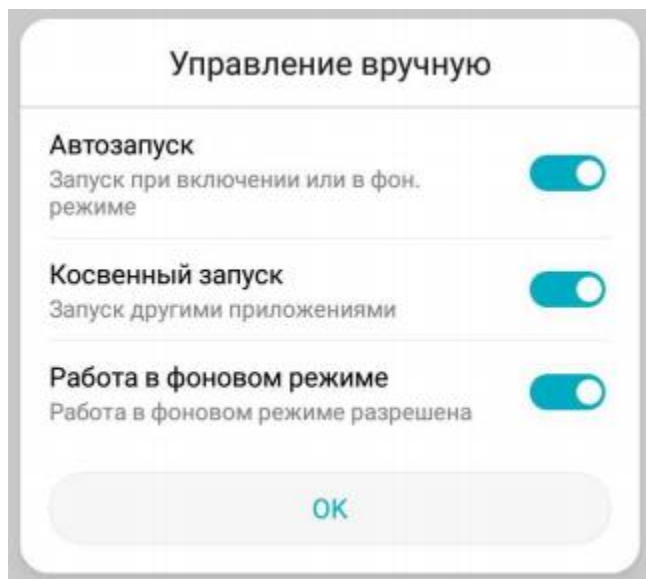 Управление вручную
Автозапуск
Запуск при включении или в фон.
режиме
Косвенный запуск
Запуск другими приложениями
Работа в фоновом режиме
Работа в фоновом режиме разрешена
ОК